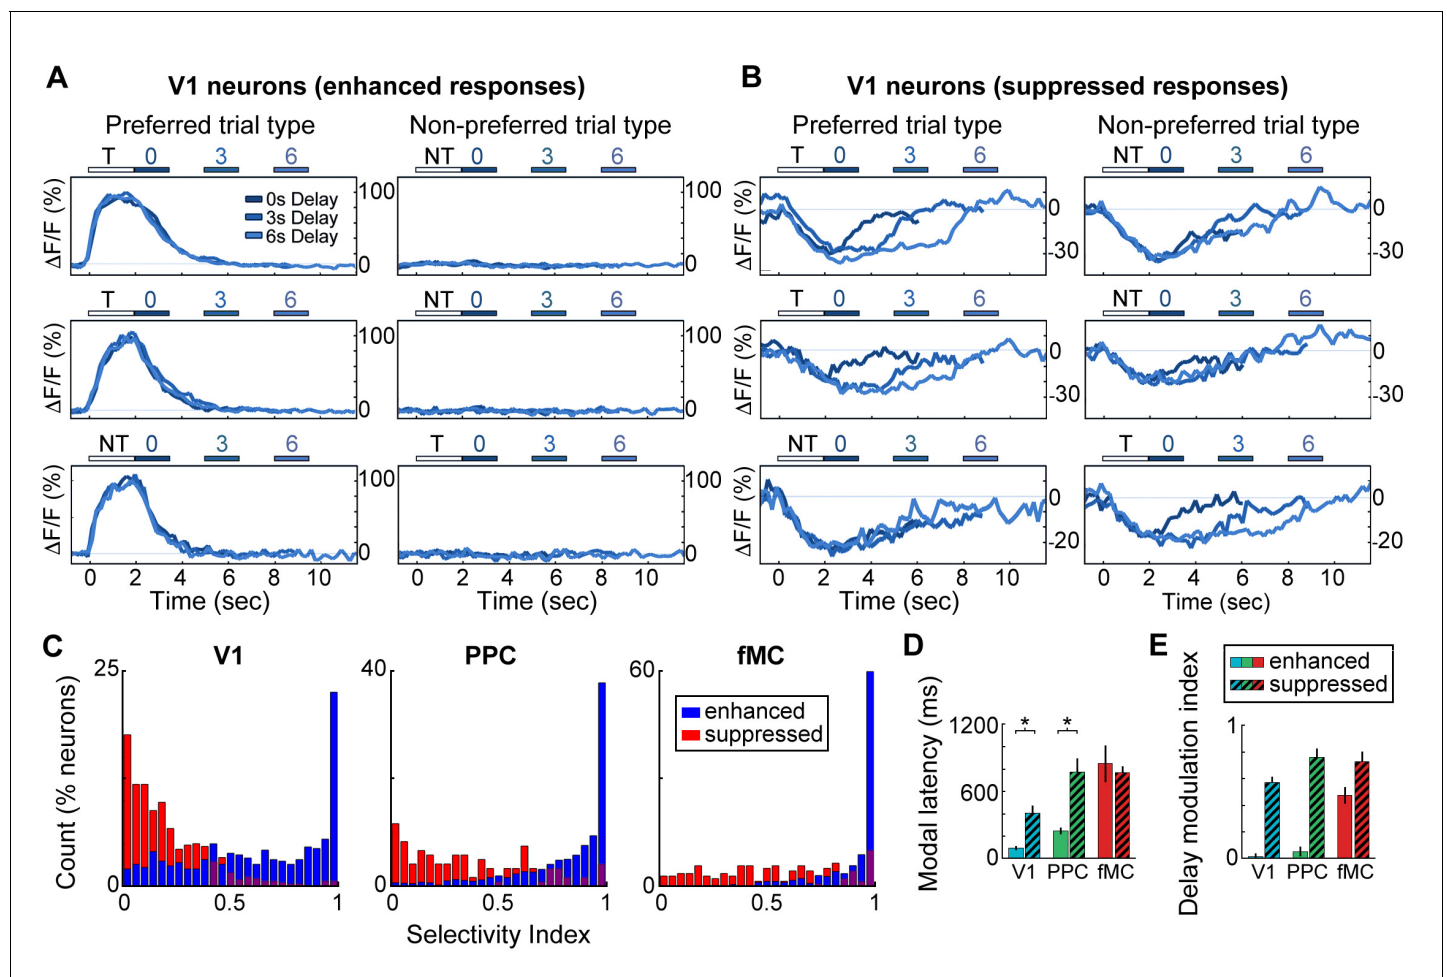 A
V1 neurons (enhanced responses)
Preferred trial type
Non-preferred trial type
T 0 3 6
NT 0 3 6
ΔF/F (%)
0s Delay
3s Delay
6s Delay
100
0
100
0
T 0 3 6
NT 0 3 6
ΔF/F (%)
100
0
100
0
NT 0 3 6
T 0 3 6
ΔF/F (%)
100
0
100
0
0 2 4 6 8 10
0 2 4 6 8 10
Time (sec)
Time (sec)
B
V1 neurons (suppressed responses)
Preferred trial type
Non-preferred trial type
T 0 3 6
NT 0 3 6
ΔF/F (%)
0
-30
0
-30
T 0 3 6
NT 0 3 6
ΔF/F (%)
0
-30
0
-30
NT 0 3 6
T 0 3 6
ΔF/F (%)
0
-20
0
-20
0 2 4 6 8 10
0 2 4 6 8 10
Time (sec)
Time (sec)
C
V1
PPC
fMC
Count (% neurons)
25
0
40
0
60
0
enhanced
suppressed
0 0.5 1
0 0.5 1
0 0.5 1
Selectivity Index
D
Modal latency (ms)
1200
600
0
*
*
V1 PPC fMC
E
enhanced
suppressed
Delay modulation index
1
0
V1 PPC fMC